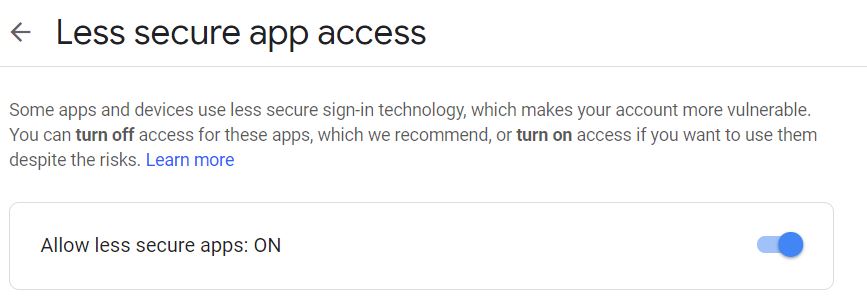 Less secure app access
Some apps and devices use less secure sign-in technology, which makes your account more vulnerable.
You can turn off access for these apps, which we recommend, or turn on access if you want to use them
despite the risks. Learn more
Allow less secure apps: ON